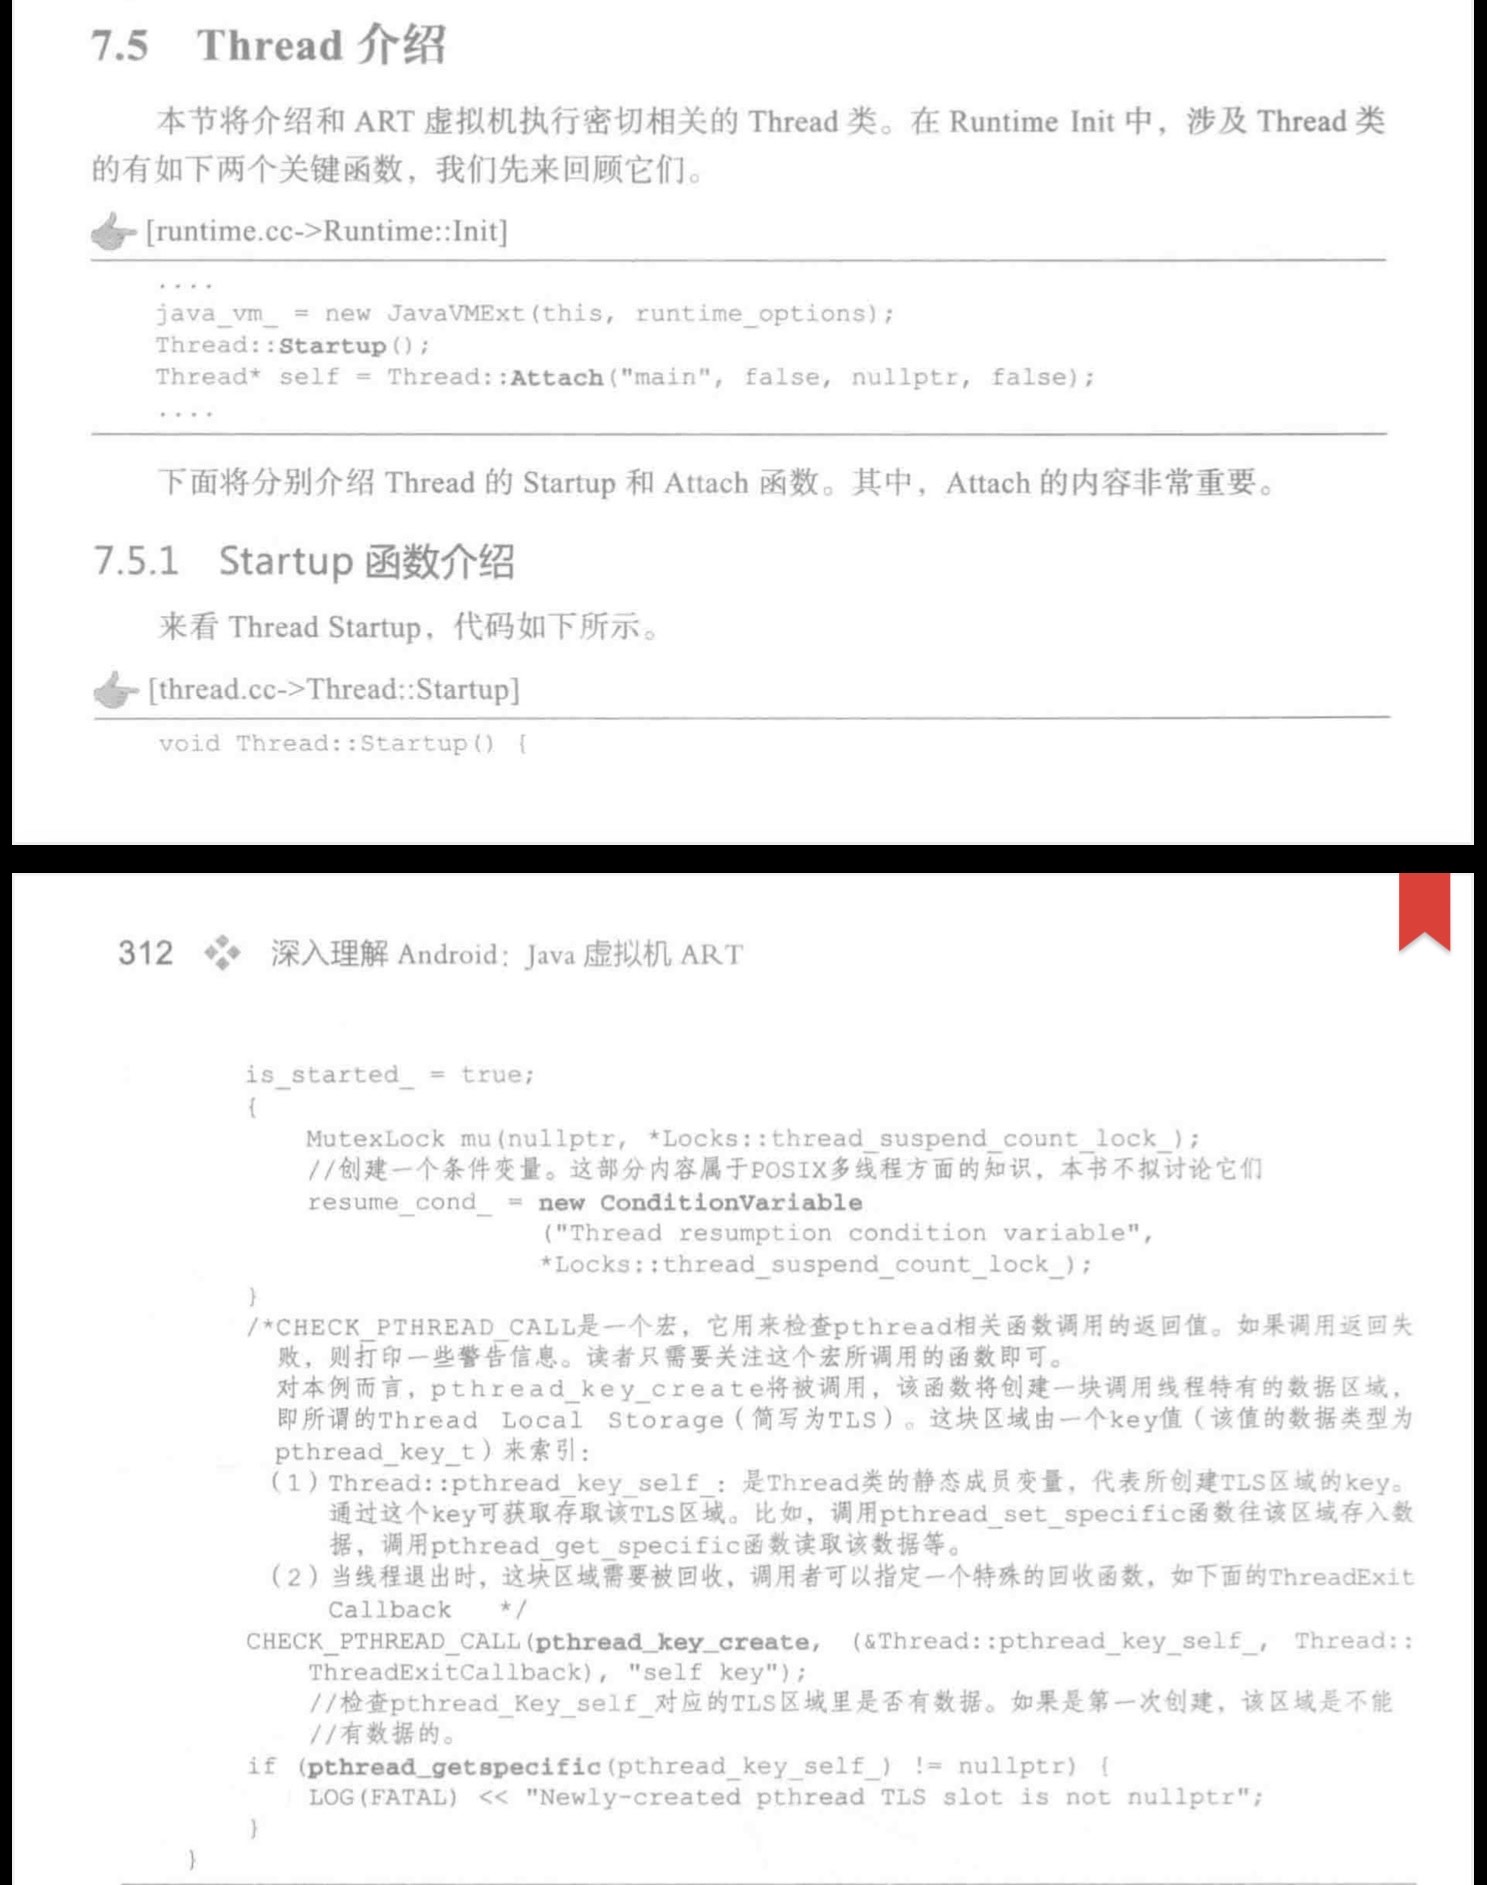 7.5 Thread 介绍
本节将介绍和 ART 虚拟机执行密切相关的 Thread 类。在 Runtime Init 中，涉及 Thread 类
的有如下两个关键函数，我们先来回顾它们。
[runtime.cc->Runtime::Init]
....
java_vm_ = new JavaVMExt(this, runtime_options);
Thread::Startup();
Thread* self = Thread::Attach("main", false, nullptr, false);
....
下面将分别介绍 Thread 的 Startup 和 Attach 函数。其中，Attach 的内容非常重要。
7.5.1 Startup 函数介绍
来看 Thread Startup，代码如下所示。
[thread.cc->Thread::Startup]
void Thread::Startup() {
312 深入理解 Android：Java 虚拟机 ART
is_started_ = true;
{
MutexLock mu(nullptr, *Locks::thread_suspend_count_lock_);
//创建一个条件变量。这部分内容属于POSIX多线程方面的知识，本书不拟讨论它们
resume_cond_ = new ConditionVariable
("Thread resumption condition variable",
*Locks::thread_suspend_count_lock_);
}
/*CHECK_PTHREAD_CALL是一个宏，它用来检查pthread相关函数调用的返回值。如果调用返回失
败，则打印一些警告信息。读者只需要关注这个宏所调用的函数即可。
对本例而言，pthread_key_create将被调用，该函数将创建一块调用线程特有的数据区域，
即所谓的Thread Local Storage（简写为TLS）。这块区域由一个key值（该值的数据类型为
pthread_key_t）来索引：
（1）Thread::pthread_key_self_：是Thread类的静态成员变量，代表所创建TLS区域的key。
通过这个key可获取存取该TLS区域。比如，调用pthread_set_specific函数往该区域存入数
据，调用pthread_get_specific函数读取该数据等。
（2）当线程退出时，这块区域需要被回收，调用者可以指定一个特殊的回收函数，如下面的ThreadExit
Callback */
CHECK_PTHREAD_CALL(pthread_key_create, (&Thread::pthread_key_self_, Thread::
ThreadExitCallback), "self key");
//检查pthread_Key_self_对应的TLS区域里是否有数据。如果是第一次创建，该区域是不能
//有数据的。
if (pthread_getspecific(pthread_key_self_) != nullptr) {
LOG(FATAL) << "Newly-created pthread TLS slot is not nullptr";
}
}